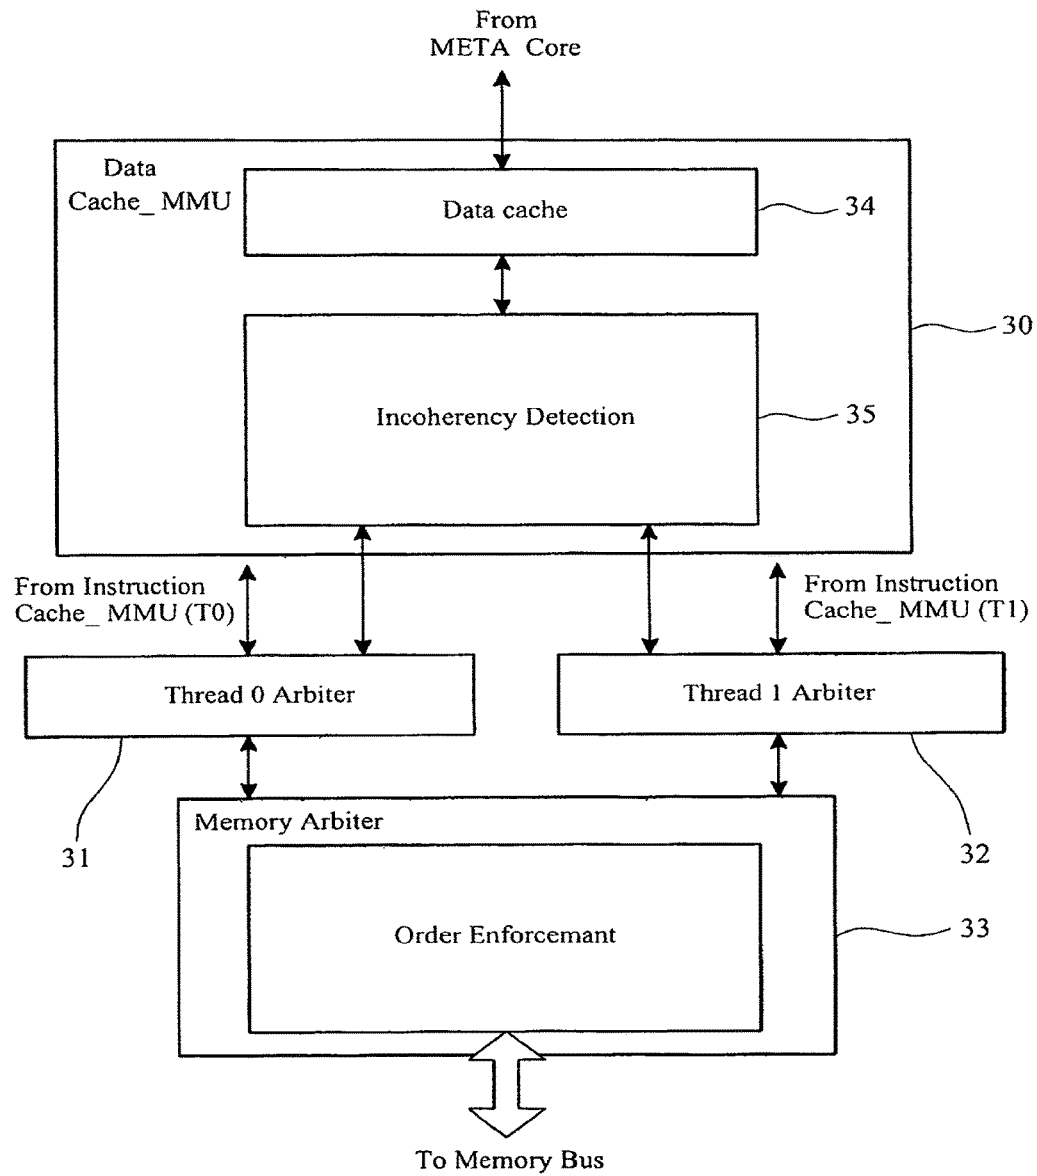 From
META Core
Data
Cache_ MMU
Data cache
34
30
Incoherency Detection
35
From Instruction
Cache_ MMU (T0)
From Instruction
Cache_ MMU (T1)
Thread 0 Arbiter
Thread 1 Arbiter
31
32
Memory Arbiter
Order Enforcemant
33
To Memory Bus